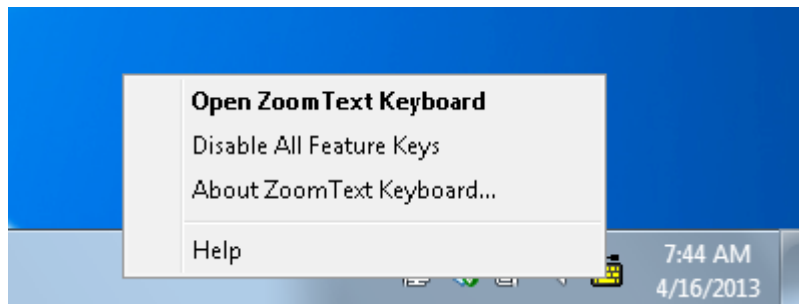 Open ZoomText Keyboard
Disable All Feature Keys
About ZoomText Keyboard...
Help
7:44 AM
4/16/2013